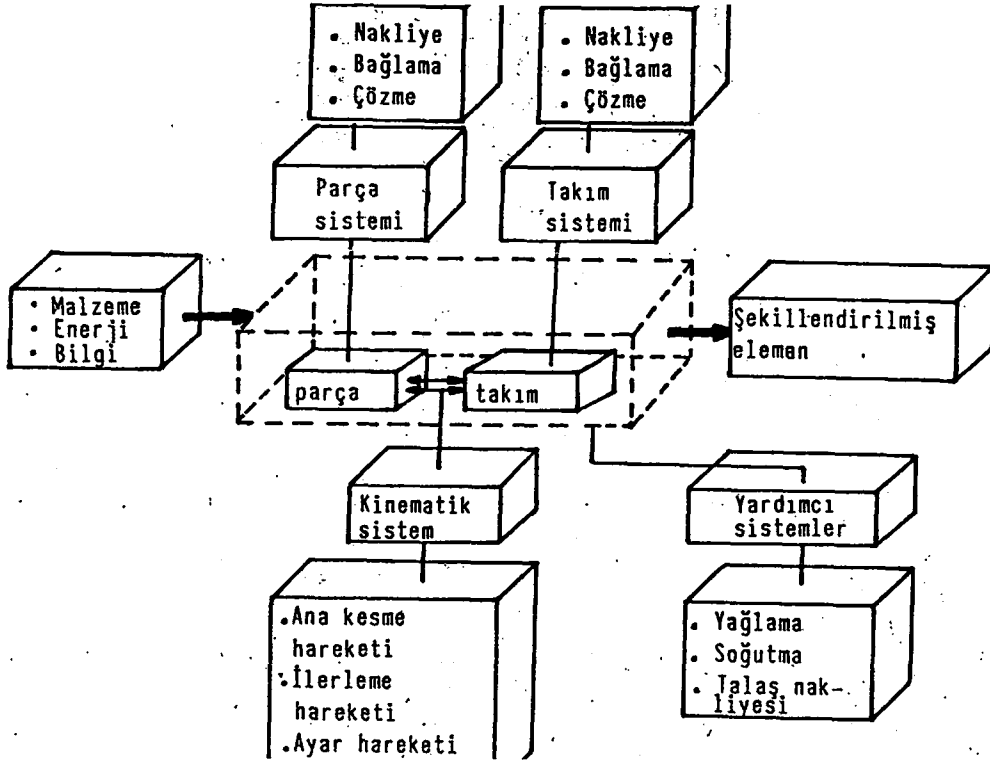 • Nakliye
• Bağlama
• Çözme
• Nakliye
• Bağlama
• Çözme
Parça
sistemi
Takım
sistemi
• Malzeme
• Enerji
• Bilgi
Şekillendirilmiş
eleman
parça
takım
Kinematik
sistem
Yardımcı
sistemler
•Ana kesme
hareketi
•İlerleme
hareketi
•Ayar hareketi
• Yağlama
• Soğutma
• Talaş nak-
liyesi